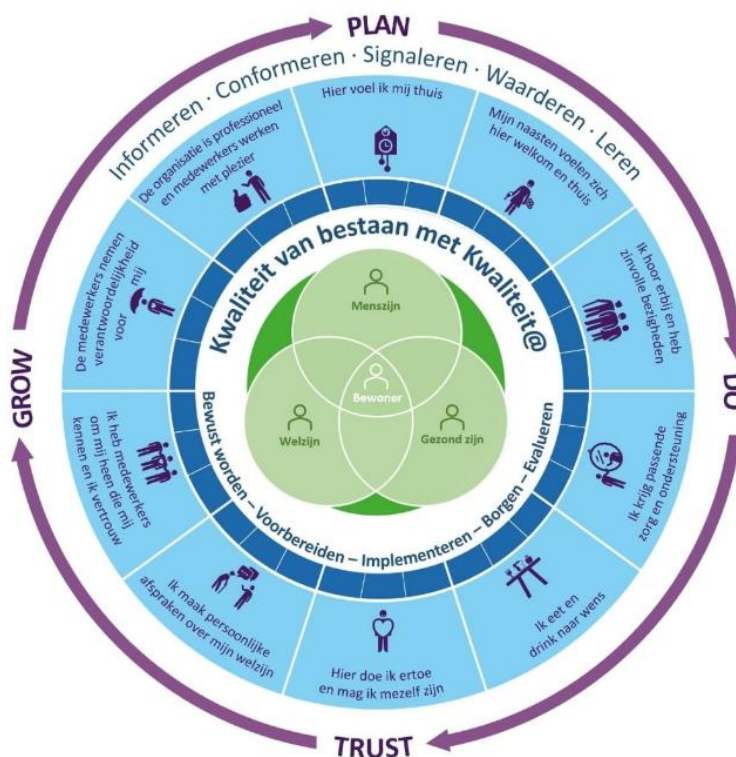 PLAN
DO
TRUST
GROW
Informeren · Conformeren · Signaleren · Waarderen · Leren
Hier voel ik mij thuis
Mijn naasten voelen zich
hier welkom en thuis
Ik hoor erbij en heb
zinvolle bezigheden
Ik krijg passende
zorg en ondersteuning
Ik eet en
drink naar wens
Hier doe ik ertoe
en mag ik mezelf zijn
Ik maak persoonlijke
afspraken over mijn welzijn
Ik heb medewerkers
om mij heen die mij
kennen en ik vertrouw
De medewerkers nemen
verantwoordelijkheid
voor mij
De organisatie is professioneel
en medewerkers werken
met plezier
Kwaliteit van bestaan met Kwaliteit@
Bewust worden – Voorbereiden – Implementeren – Borgen – Evalueren
Menszijn
Bewoner
Welzijn
Gezond zijn